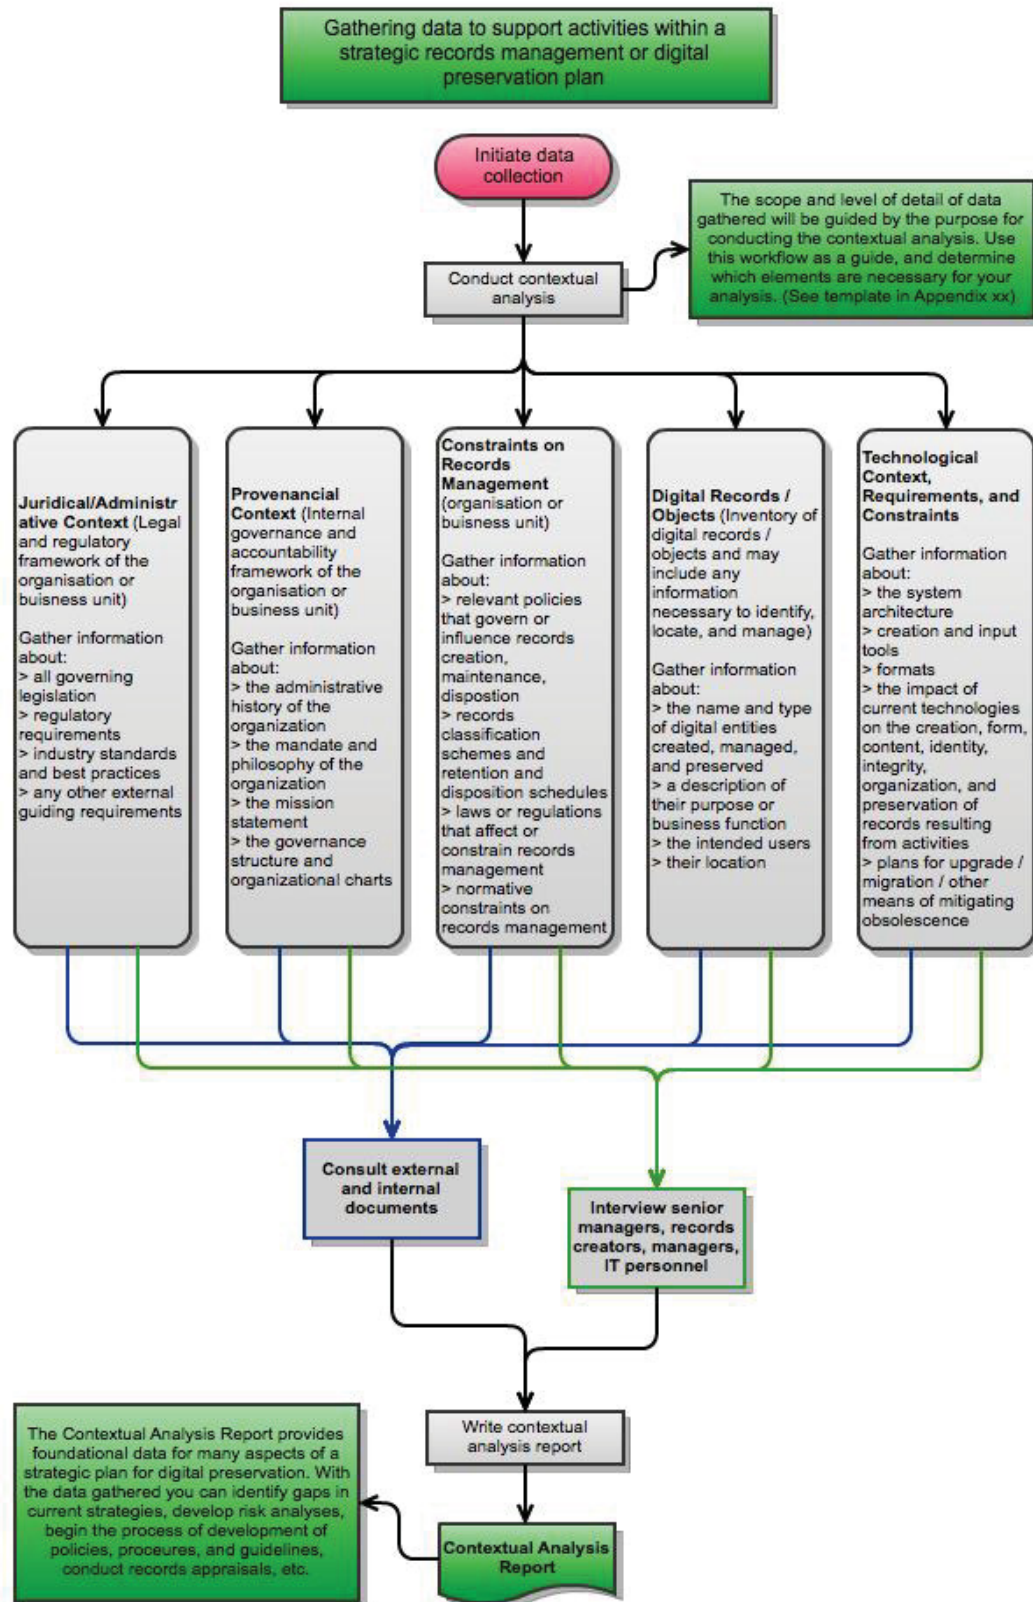 Gathering data to support activities within a
strategic records management or digital
preservation plan
Initiate data
collection
The scope and level of detail of data
gathered will be guided by the purpose for
conducting the contextual analysis. Use
this workflow as a guide, and determine
which elements are necessary for your
analysis. (See template in Appendix xx)
Conduct contextual
analysis
Juridical/Administr
ative Context (Legal
and regulatory
framework of the
organisation or
buisness unit)
Gather information
about:
> all governing
legislation
> regulatory
requirements
> industry standards
and best practices
> any other external
guiding requirements
Provenancial
Context (Internal
governance and
accountability
framework of the
organisation or
business unit)
Gather information
about:
> the administrative
history of the
organization
> the mandate and
philosophy of the
organization
> the mission
statement
> the governance
structure and
organizational charts
Constraints on
Records
Management
(organisation or
buisness unit)
Gather information
about:
> relevant policies
that govern or
influence records
creation,
maintenance,
dispostion
> records
classification
schemes and
retention and
disposition schedules
> laws or regulations
that affect or
constrain records
management
> normative
constraints on
records management
Digital Records /
Objects (Inventory of
digital records /
objects and may
include any
information
necessary to identify,
locate, and manage)
Gather information
about:
> the name and type
of digital entities
created, managed,
and preserved
> a description of
their purpose or
business function
> the intended users
> their location
Technological
Context,
Requirements, and
Constraints
Gather information
about:
> the system
architecture
> creation and input
tools
> formats
> the impact of
current technologies
on the creation, form,
content, identity,
integrity,
organization, and
preservation of
records resulting
from activities
> plans for upgrade /
migration / other
means of mitigating
obsolescence
Consult external
and internal
documents
Interview senior
managers, records
creators, managers,
IT personnel
Write contextual
analysis report
The Contextual Analysis Report provides
foundational data for many aspects of a
strategic plan for digital preservation. With
the data gathered you can identify gaps in
current strategies, develop risk analyses,
begin the process of development of
policies, proceures, and guidelines,
conduct records appraisals, etc.
Contextual Analysis
Report